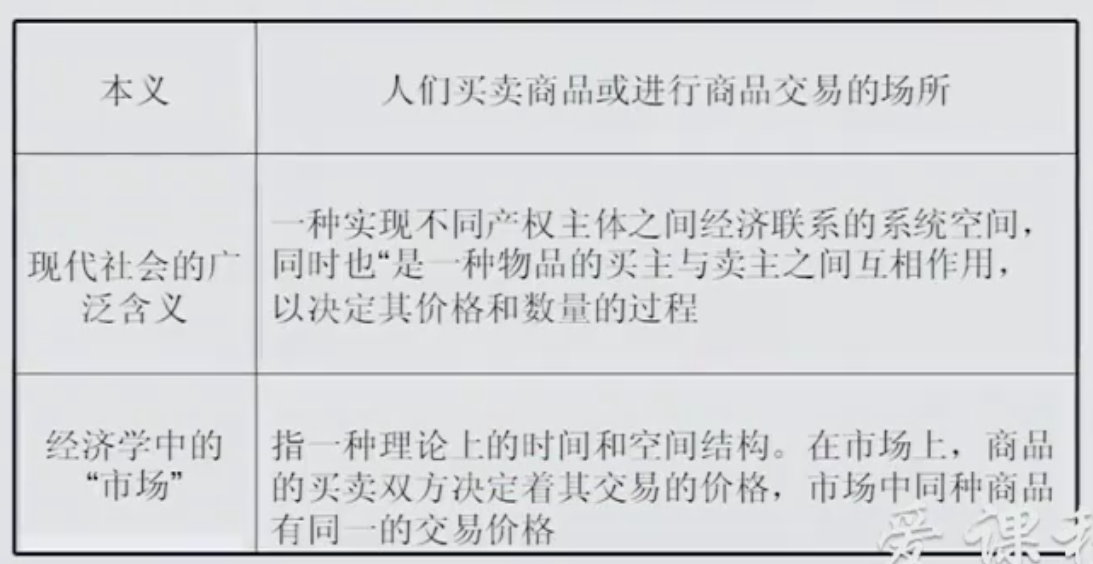 本义
人们买卖商品或进行商品交易的场所
现代社会的广
泛含义
一种实现不同产权主体之间经济联系的系统空间，
同时也“是一种物品的买主与卖主之间互相作用，
以决定其价格和数量的过程
经济学中的
“市场”
指一种理论上的时间和空间结构。在市场上，商品
的买卖双方决定着其交易的价格，市场中同种商品
有同一的交易价格
爱课